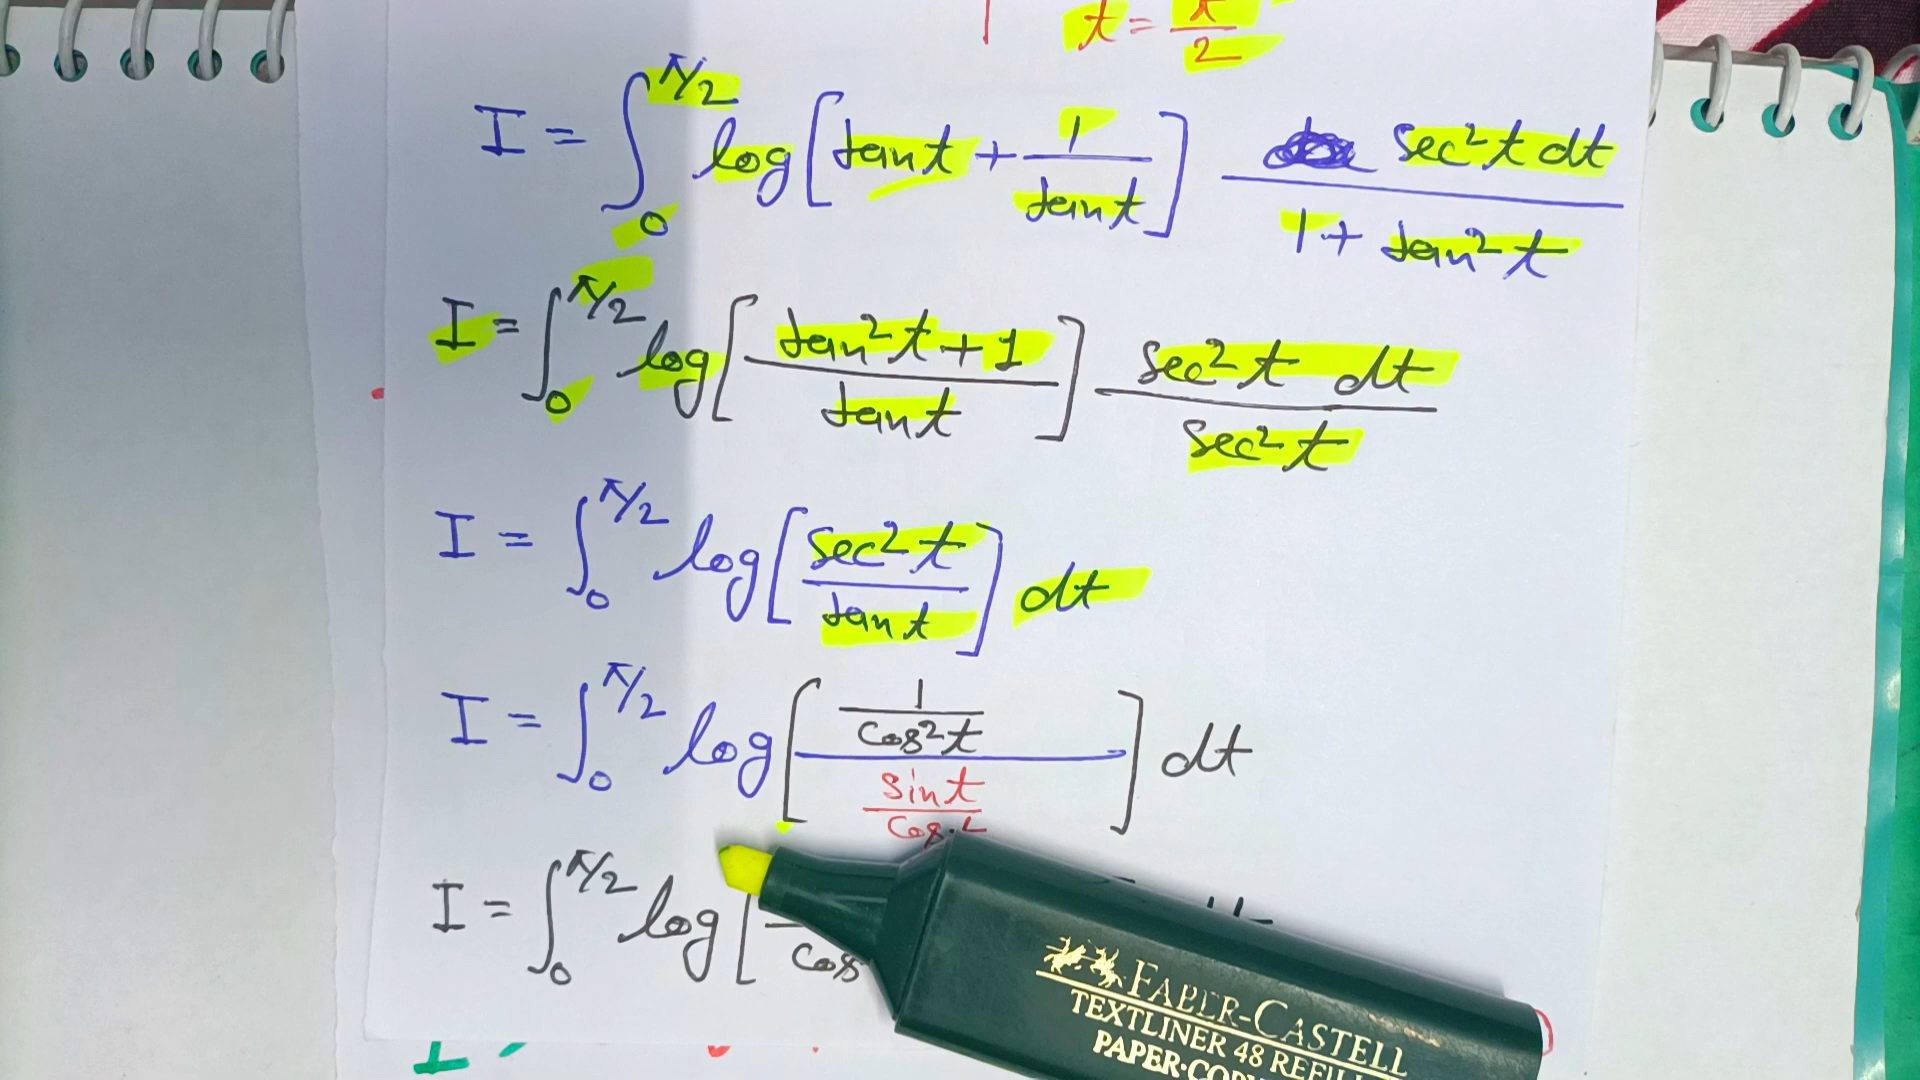 t = π/2
I = ∫₀^π/2 log[tan t + 1/tan t] sec²t dt / 1 + tan²t
I = ∫₀^π/2 log[tan²t + 1 / tan t] sec²t dt / sec²t
I = ∫₀^π/2 log[sec²t / tan t] dt
I = ∫₀^π/2 log[1/cos²t / sin t/cos t] dt
I = ∫₀^π/2 log[ cos
FABER-CASTELL
TEXTLINER 48 REFILL